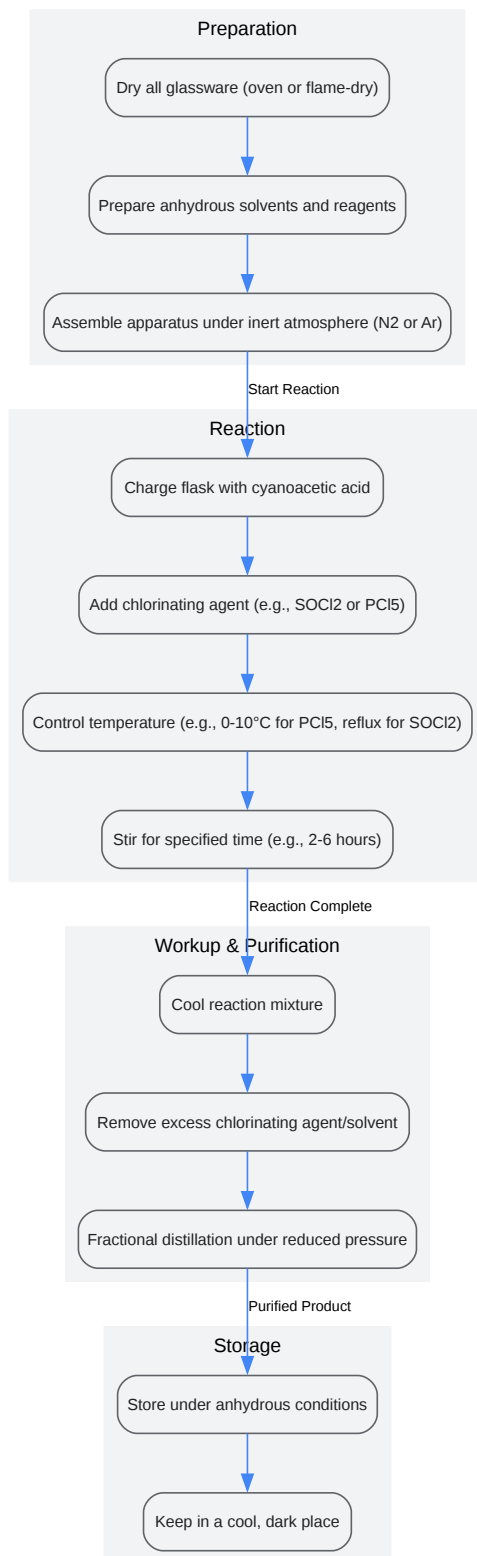 Preparation
Dry all glassware (oven or flame-dry)
Prepare anhydrous solvents and reagents
Assemble apparatus under inert atmosphere (N2 or Ar)
Start Reaction
Reaction
Charge flask with cyanoacetic acid
Add chlorinating agent (e.g., SOCl2 or PCl5)
Control temperature (e.g., 0-10°C for PCl5, reflux for SOCl2)
Stir for specified time (e.g., 2-6 hours)
Reaction Complete
Workup & Purification
Cool reaction mixture
Remove excess chlorinating agent/solvent
Fractional distillation under reduced pressure
Purified Product
Storage
Store under anhydrous conditions
Keep in a cool, dark place